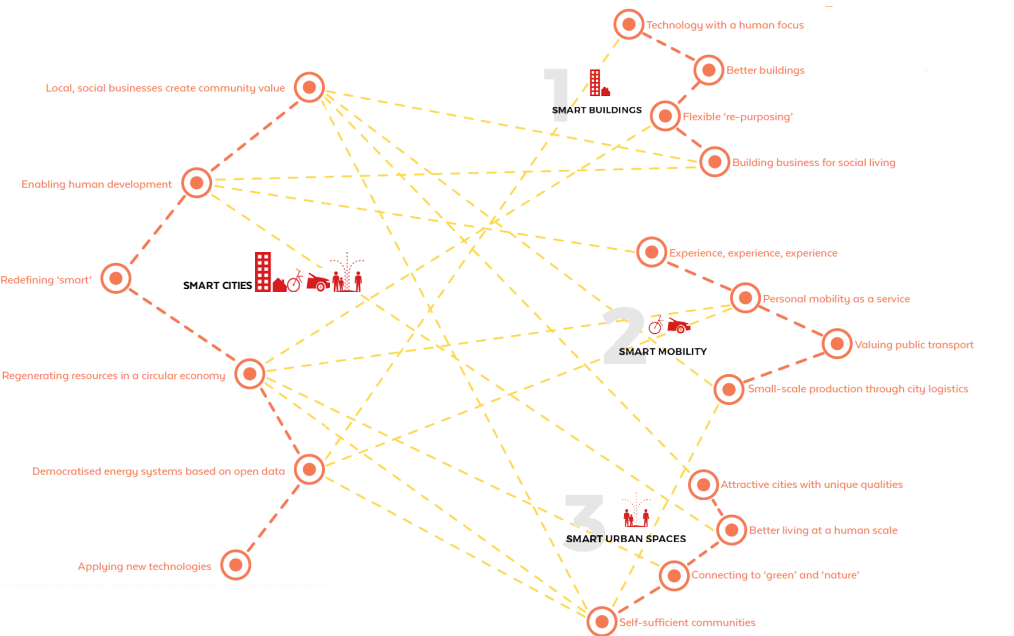 Technology with a human focus
Better buildings
Local, social businesses create community value
1
SMART BUILDINGS
Flexible ‘re-purposing’
Building business for social living
Enabling human development
Experience, experience, experience
Redefining ‘smart’
SMART CITIES
Personal mobility as a service
2
SMART MOBILITY
Valuing public transport
Regenerating resources in a circular economy
Small-scale production through city logistics
Democratised energy systems based on open data
Attractive cities with unique qualities
3
SMART URBAN SPACES
Better living at a human scale
Applying new technologies
Connecting to ‘green’ and ‘nature’
Self-sufficient communities